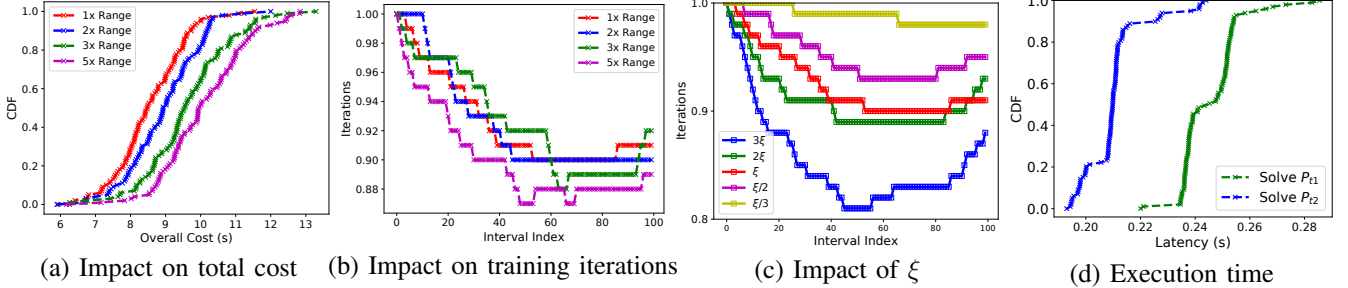 1.0
0.8
0.6
0.4
0.2
0.0
CDF
6 7 8 9 10 11 12 13
Overall Cost (s)
1x Range
2x Range
3x Range
5x Range
(a) Impact on total cost
1.00
0.98
0.96
0.94
0.92
0.90
0.88
Iterations
0 20 40 60 80 100
Interval Index
1x Range
2x Range
3x Range
5x Range
(b) Impact on training iterations
1.0
0.9
0.8
Iterations
0 20 40 60 80 100
Interval Index
3ξ
2ξ
ξ
ξ/2
ξ/3
(c) Impact of ξ
1.0
0.8
0.6
0.4
0.2
0.0
CDF
0.20 0.22 0.24 0.26 0.28
Latency (s)
Solve Pt1
Solve Pt2
(d) Execution time